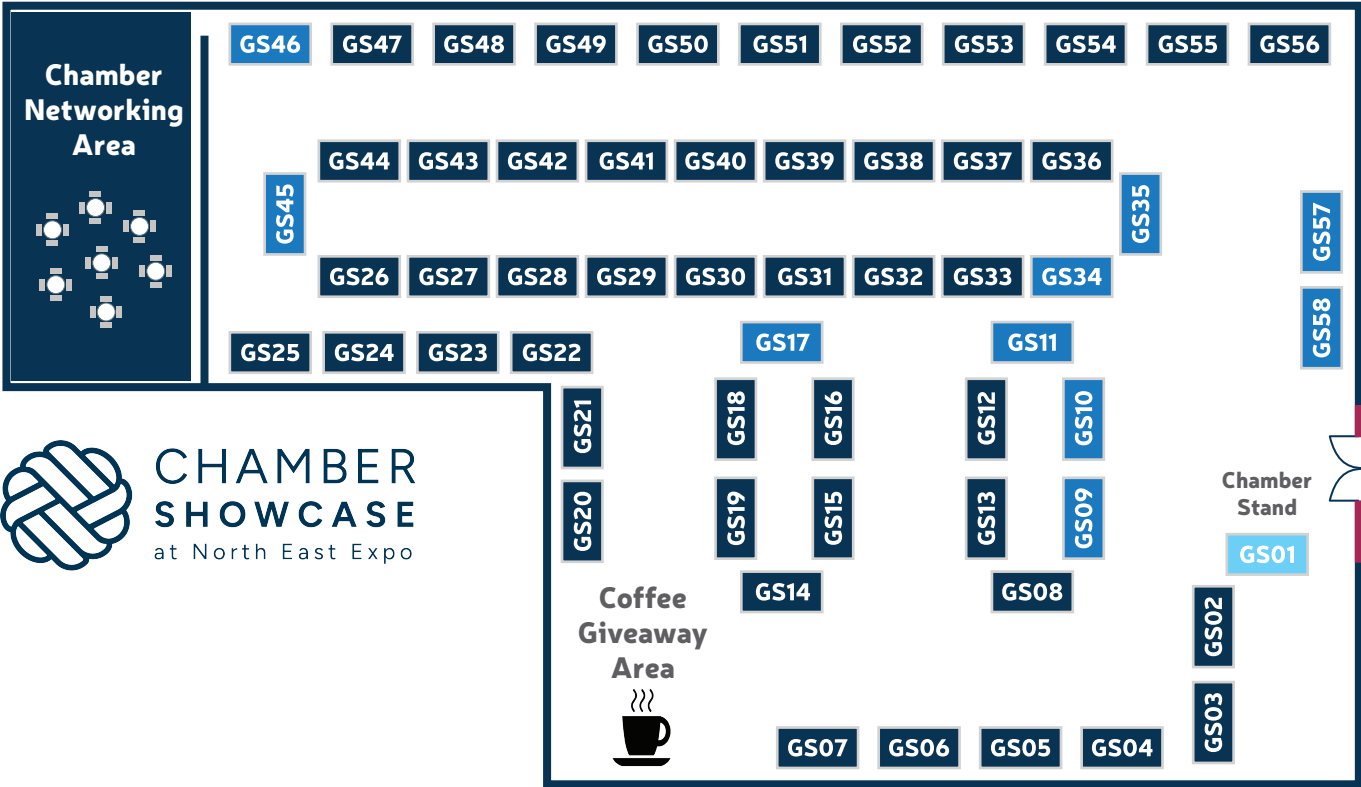 GS46 GS47 GS48 GS49 GS50 GS51 GS52 GS53 GS54 GS55 GS56
Chamber
Networking
Area
GS44 GS43 GS42 GS41 GS40 GS39 GS38 GS37 GS36
GS45
GS35
GS57
GS26 GS27 GS28 GS29 GS30 GS31 GS32 GS33 GS34
GS58
GS17
GS11
GS25 GS24 GS23 GS22
GS21
GS18
GS16
GS12
GS10
GS20
GS19
GS15
GS13
GS09
CHAMBER
SHOWCASE
at North East Expo
Chamber
Stand
GS01
GS14
GS08
Coffee
Giveaway
Area
GS02
GS03
GS07 GS06 GS05 GS04